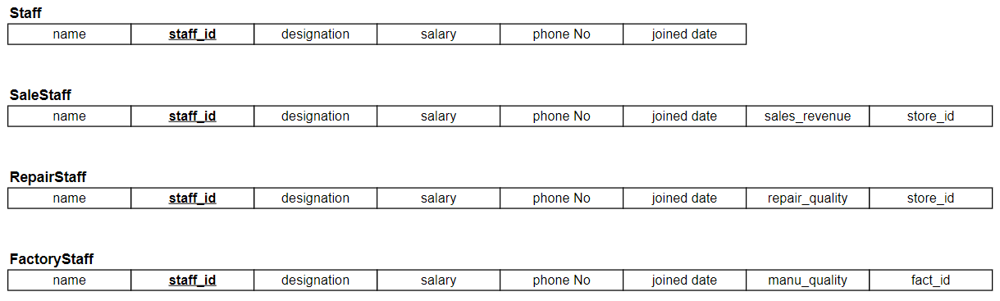 Staff
name staff_id designation salary phone No joined date
SaleStaff
name staff_id designation salary phone No joined date sales_revenue store_id
RepairStaff
name staff_id designation salary phone No joined date repair_quality store_id
FactoryStaff
name staff_id designation salary phone No joined date manu_quality fact_id